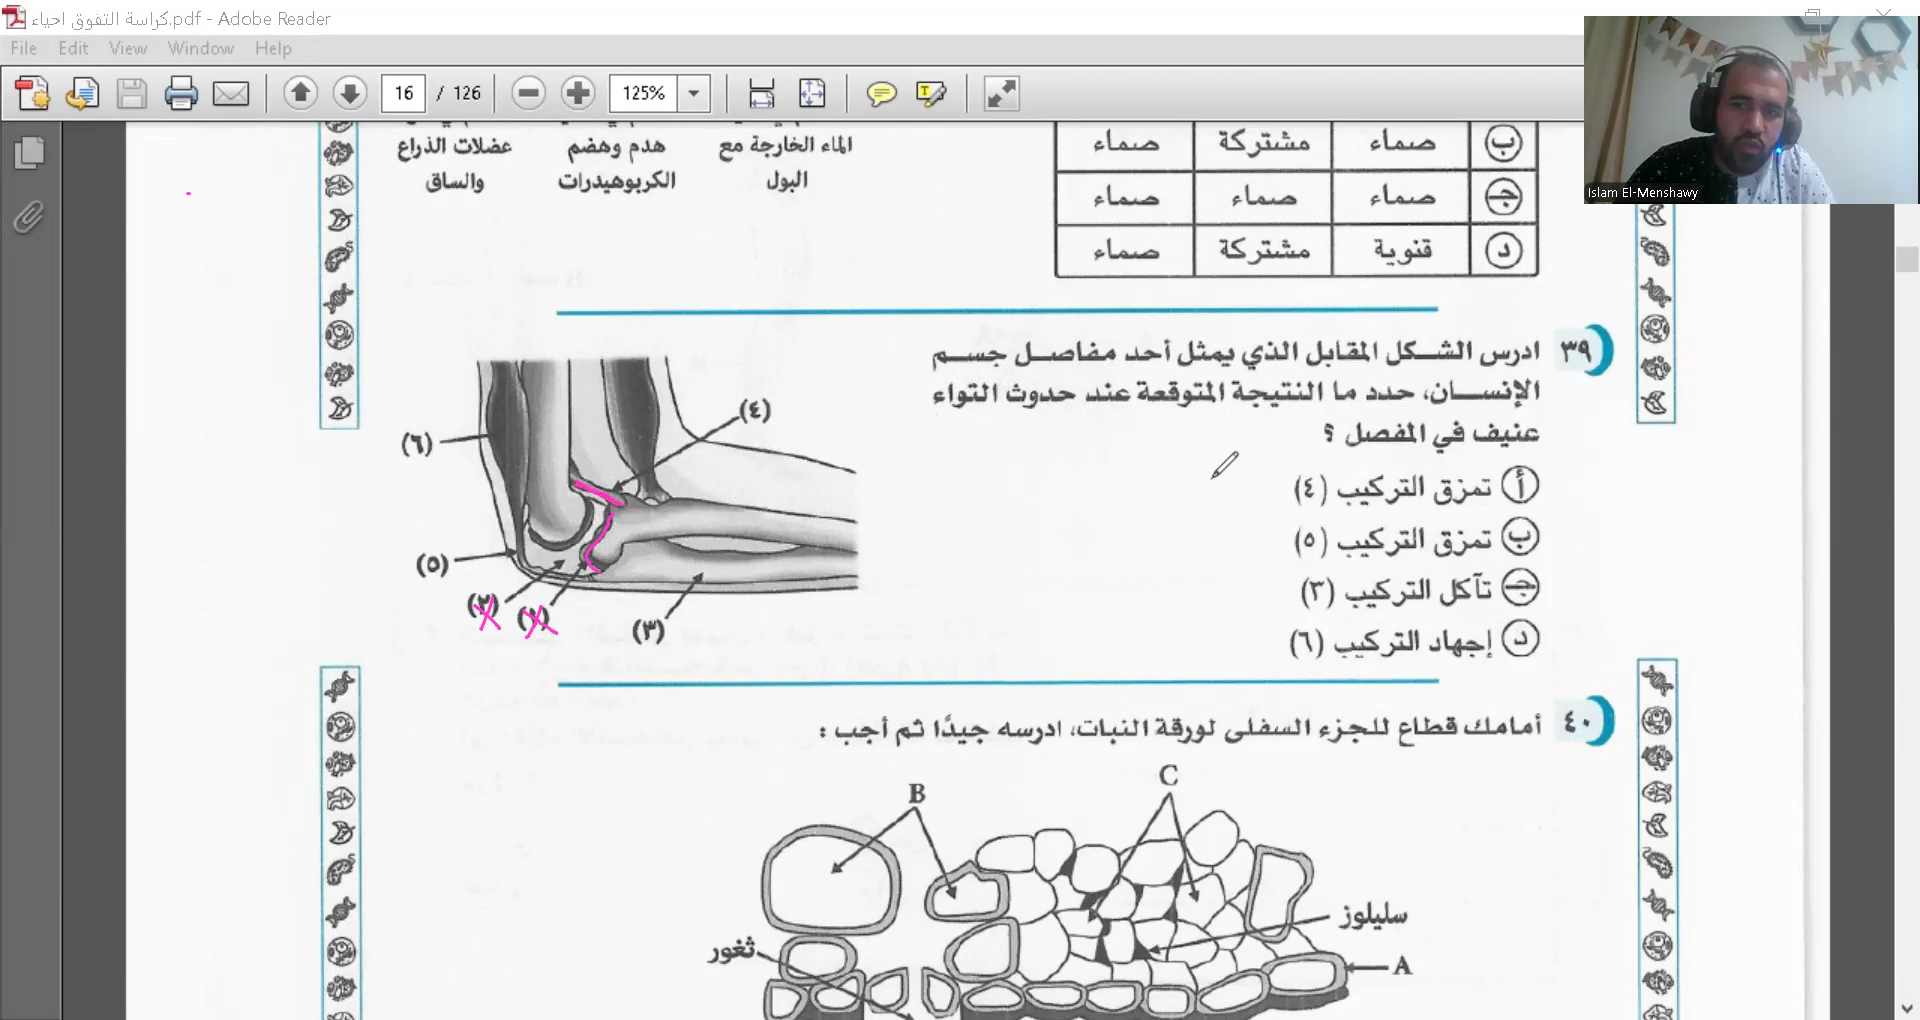 كراسة التفوق احياء.pdf - Adobe Reader
File Edit View Window Help
16 / 126 125%
Islam El-Menshawy
الماء الخارجة مع
البول
هدم وهضم
الكربوهيدرات
عضلات الذراع
والساق
ب صماء مشتركة صماء
ج صماء صماء صماء
د قنوية مشتركة صماء
٣٩ ادرس الشكل المقابل الذي يمثل أحد مفاصل جسم
الإنسان، حدد ما النتيجة المتوقعة عند حدوث التواء
عنيف في المفصل ؟
أ تمزق التركيب (٤)
ب تمزق التركيب (٥)
ج تآكل التركيب (٣)
د إجهاد التركيب (٦)
(٤)
(٦)
(٥)
(٣)
٤٠ أمامك قطاع للجزء السفلى لورقة النبات، ادرسه جيدًا ثم أجب :
B
C
سليلوز
ثغور
A